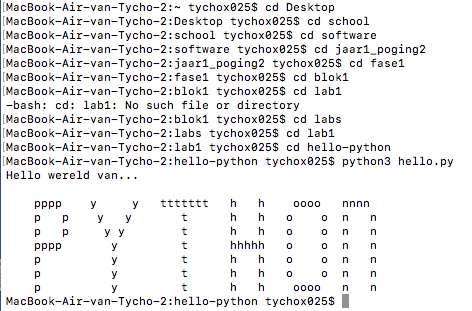 [MacBook-Air-van-Tycho-2:~ tychox025$ cd Desktop
[MacBook-Air-van-Tycho-2:Desktop tychox025$ cd school
[MacBook-Air-van-Tycho-2:school tychox025$ cd software
[MacBook-Air-van-Tycho-2:software tychox025$ cd jaar1_poging2
[MacBook-Air-van-Tycho-2:jaar1_poging2 tychox025$ cd fase1
[MacBook-Air-van-Tycho-2:fase1 tychox025$ cd blok1
[MacBook-Air-van-Tycho-2:blok1 tychox025$ cd lab1
-bash: cd: lab1: No such file or directory
[MacBook-Air-van-Tycho-2:blok1 tychox025$ cd labs
[MacBook-Air-van-Tycho-2:labs tychox025$ cd lab1
[MacBook-Air-van-Tycho-2:lab1 tychox025$ cd hello-python
[MacBook-Air-van-Tycho-2:hello-python tychox025$ python3 hello.py
Hello wereld van...
    pppp    y     y   ttttttt   h   h    oooo   nnnn
    p   p    y   y       t      h   h   o    o  n   n
    p   p     y y        t      h   h   o    o  n   n
    pppp       y         t      hhhhh   o    o  n   n
    p          y         t      h   h   o    o  n   n
    p          y         t      h   h   o    o  n   n
    p          y         t      h   h    oooo   n   n
MacBook-Air-van-Tycho-2:hello-python tychox025$